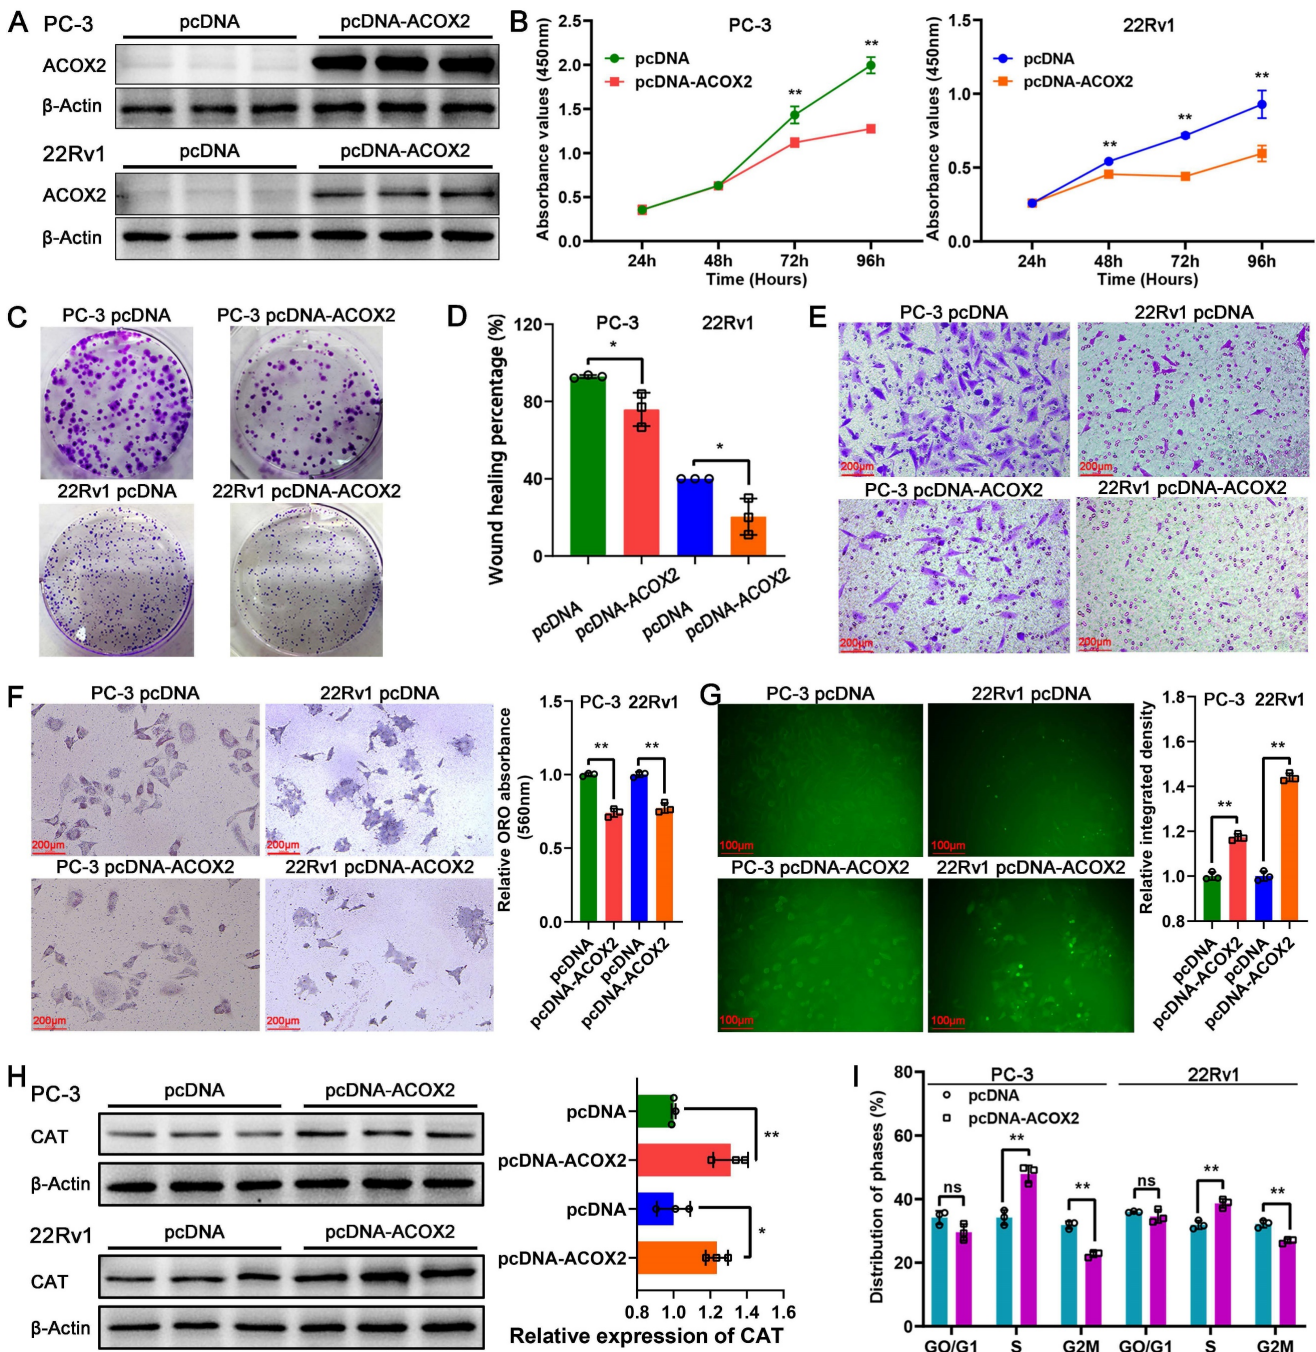 A
PC-3
pcDNA
pcDNA-ACOX2
ACOX2
β-Actin
22Rv1
pcDNA
pcDNA-ACOX2
ACOX2
β-Actin
B
PC-3
Absorbance values (450nm)
2.5
2.0
1.5
1.0
0.5
0.0
pcDNA
pcDNA-ACOX2
**
**
24h
48h
72h
96h
Time (Hours)
22Rv1
Absorbance values (450nm)
1.5
1.0
0.5
0.0
pcDNA
pcDNA-ACOX2
**
**
**
24h
48h
72h
96h
Time (Hours)
C
PC-3 pcDNA
PC-3 pcDNA-ACOX2
22Rv1 pcDNA
22Rv1 pcDNA-ACOX2
D
Wound healing percentage (%)
120
80
40
0
PC-3
22Rv1
*
*
pcDNA
pcDNA-ACOX2
pcDNA
pcDNA-ACOX2
E
PC-3 pcDNA
22Rv1 pcDNA
200μm
200μm
PC-3 pcDNA-ACOX2
22Rv1 pcDNA-ACOX2
200μm
200μm
F
PC-3 pcDNA
22Rv1 pcDNA
200μm
200μm
PC-3 pcDNA-ACOX2
22Rv1 pcDNA-ACOX2
200μm
200μm
Relative ORO absorbance
(560nm)
1.5
1.0
0.5
0.0
PC-3
22Rv1
**
**
pcDNA
pcDNA-ACOX2
pcDNA
pcDNA-ACOX2
G
PC-3 pcDNA
22Rv1 pcDNA
100μm
100μm
PC-3 pcDNA-ACOX2
22Rv1 pcDNA-ACOX2
100μm
100μm
Relative integrated density
1.8
1.6
1.4
1.2
1.0
0.8
PC-3
22Rv1
**
**
pcDNA
pcDNA-ACOX2
pcDNA
pcDNA-ACOX2
H
PC-3
pcDNA
pcDNA-ACOX2
CAT
β-Actin
22Rv1
CAT
β-Actin
pcDNA
pcDNA-ACOX2
pcDNA
pcDNA-ACOX2
**
*
0.8
1.0
1.2
1.4
1.6
Relative expression of CAT
I
Distribution of phases (%)
80
60
40
20
0
PC-3
22Rv1
pcDNA
pcDNA-ACOX2
ns
**
**
ns
**
**
GO/G1
S
G2M
GO/G1
S
G2M